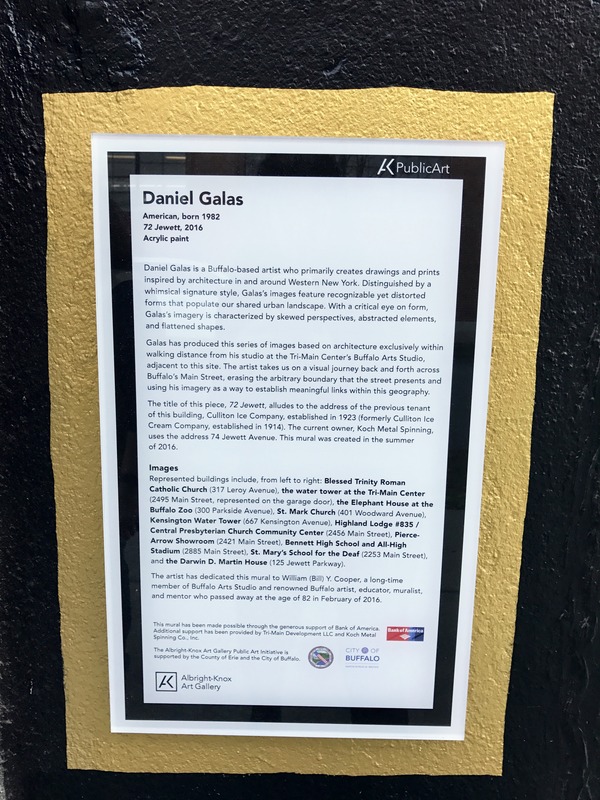 AK PublicArt
Daniel Galas
American, born 1982
72 Jewett, 2016
Acrylic paint
Daniel Galas is a Buffalo-based artist who primarily creates drawings and prints
inspired by architecture in and around Western New York. Distinguished by a
whimsical signature style, Galas's images feature recognizable yet distorted
forms that populate our shared urban landscape. With a critical eye on form,
Galas's imagery is characterized by skewed perspectives, abstracted elements,
and flattened shapes.
Galas has produced this series of images based on architecture exclusively within
walking distance from his studio at the Tri-Main Center's Buffalo Arts Studio,
adjacent to this site. The artist takes us on a visual journey back and forth across
Buffalo's Main Street, erasing the arbitrary boundary that the street presents and
using his imagery as a way to establish meaningful links within this geography.
The title of this piece, 72 Jewett, alludes to the address of the previous tenant
of this building, Culliton Ice Company, established in 1923 (formerly Culliton Ice
Cream Company, established in 1914). The current owner, Koch Metal Spinning,
uses the address 74 Jewett Avenue. This mural was created in the summer
of 2016.
Images
Represented buildings include, from left to right: Blessed Trinity Roman
Catholic Church (317 Leroy Avenue), the water tower at the Tri-Main Center
(2495 Main Street, represented on the garage door), the Elephant House at the
Buffalo Zoo (300 Parkside Avenue), St. Mark Church (401 Woodward Avenue),
Kensington Water Tower (667 Kensington Avenue), Highland Lodge #835 /
Central Presbyterian Church Community Center (2456 Main Street), Pierce-
Arrow Showroom (2421 Main Street), Bennett High School and All-High
Stadium (2885 Main Street), St. Mary's School for the Deaf (2253 Main Street),
and the Darwin D. Martin House (125 Jewett Parkway).
The artist has dedicated this mural to William (Bill) Y. Cooper, a long-time
member of Buffalo Arts Studio and renowned Buffalo artist, educator, muralist,
and mentor who passed away at the age of 82 in February of 2016.
This mural has been made possible through the generous support of Bank of America.
Additional support has been provided by Tri-Main Development LLC and Koch Metal
Spinning Co., Inc.
Bank of America
The Albright-Knox Art Gallery Public Art Initiative is
supported by the County of Erie and the City of Buffalo.
CITY OF
BUFFALO
AK Albright-Knox
Art Gallery